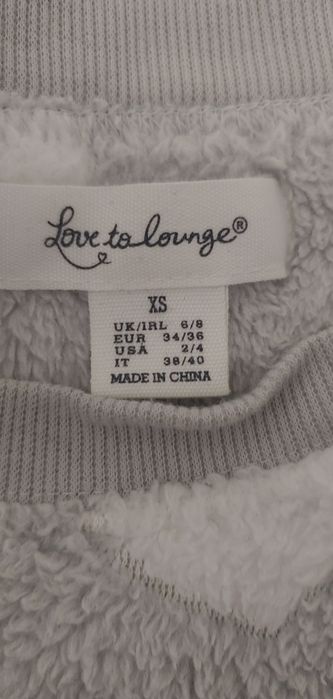 Love to lounge®
XS
UK/IRL 6/8
EUR 34/36
USA 2/4
IT 38/40
MADE IN CHINA